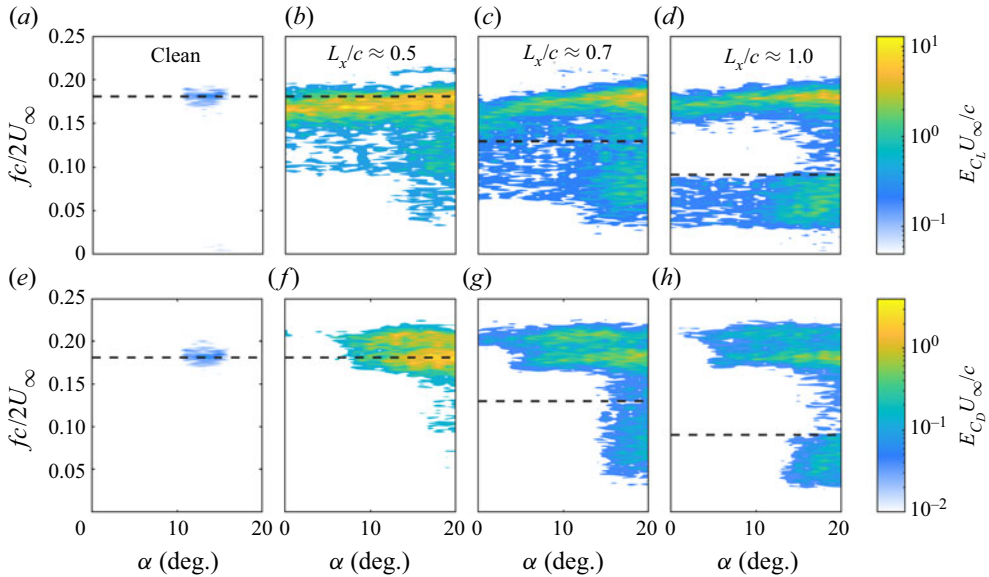 (a) (b) (c) (d)
Clean L_x/c ≈ 0.5 L_x/c ≈ 0.7 L_x/c ≈ 1.0
0.25
0.20
0.15
0.10
0.05
0
fc/2U_∞
10^1
10^0
10^−1
E_{C_L} U_∞/c
(e) (f) (g) (h)
0.25
0.20
0.15
0.10
0.05
fc/2U_∞
10^0
10^−1
10^−2
E_{C_D} U_∞/c
0 10 20 0 10 20 0 10 20 0 10 20
α (deg.) α (deg.) α (deg.) α (deg.)